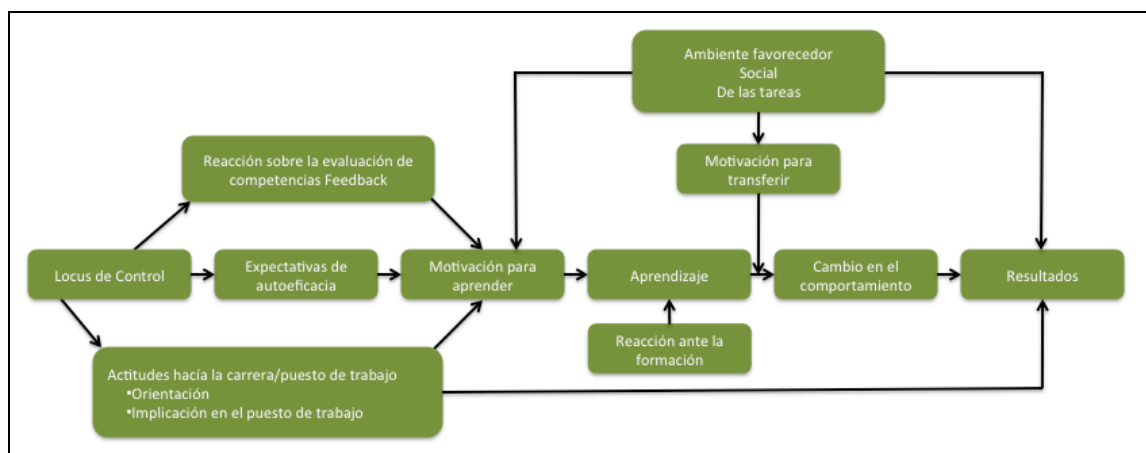 Ambiente favorecedor
Social
De las tareas
Reacción sobre la evaluación de
competencias Feedback
Motivación para
transferir
Locus de Control
Expectativas de
autoeficacia
Motivación para
aprender
Aprendizaje
Cambio en el
comportamiento
Resultados
Reacción ante la
formación
Actitudes hacía la carrera/puesto de trabajo
•Orientación
•Implicación en el puesto de trabajo